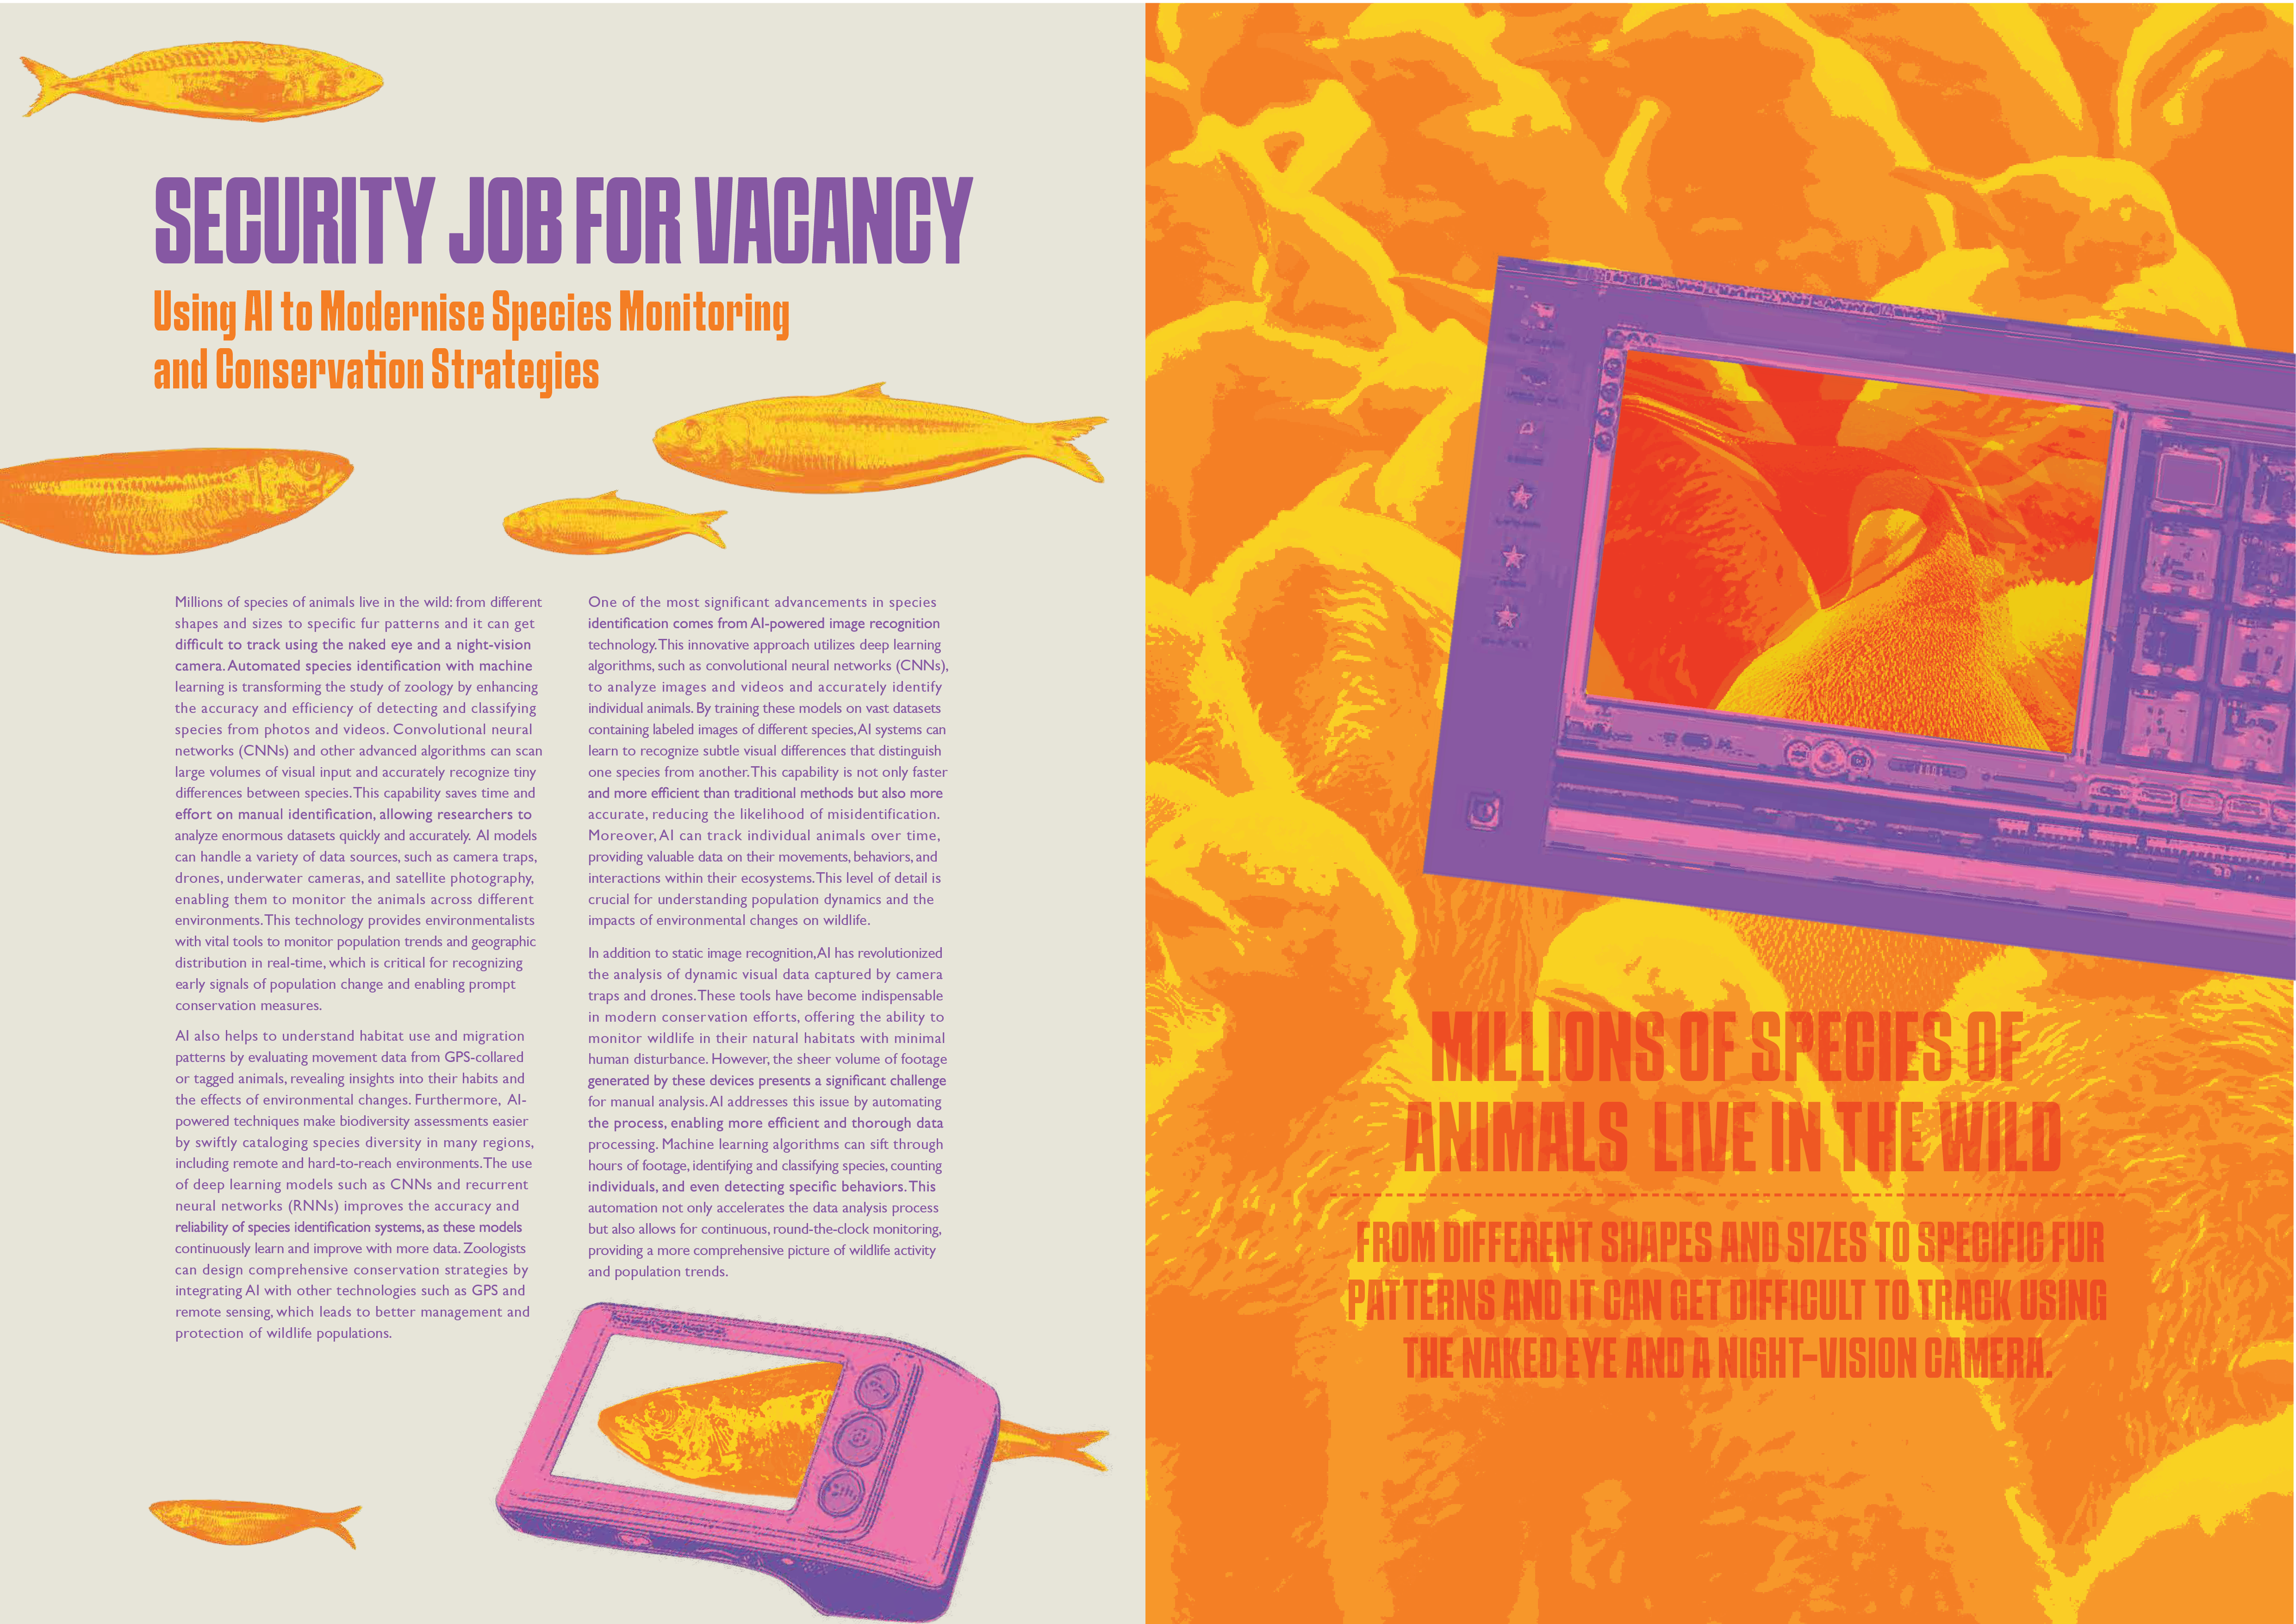 SECURITY JOB FOR VACANCY
Using AI to Modernise Species Monitoring
and Conservation Strategies
Millions of species of animals live in the wild: from different
shapes and sizes to specific fur patterns and it can get
difficult to track using the naked eye and a night-vision
camera. Automated species identification with machine
learning is transforming the study of zoology by enhancing
the accuracy and efficiency of detecting and classifying
species from photos and videos. Convolutional neural
networks (CNNs) and other advanced algorithms can scan
large volumes of visual input and accurately recognize tiny
differences between species. This capability saves time and
effort on manual identification, allowing researchers to
analyze enormous datasets quickly and accurately. AI models
can handle a variety of data sources, such as camera traps,
drones, underwater cameras, and satellite photography,
enabling them to monitor the animals across different
environments. This technology provides environmentalists
with vital tools to monitor population trends and geographic
distribution in real-time, which is critical for recognizing
early signals of population change and enabling prompt
conservation measures.
AI also helps to understand habitat use and migration
patterns by evaluating movement data from GPS-collared
or tagged animals, revealing insights into their habits and
the effects of environmental changes. Furthermore, AI-
powered techniques make biodiversity assessments easier
by swiftly cataloging species diversity in many regions,
including remote and hard-to-reach environments. The use
of deep learning models such as CNNs and recurrent
neural networks (RNNs) improves the accuracy and
reliability of species identification systems, as these models
continuously learn and improve with more data. Zoologists
can design comprehensive conservation strategies by
integrating AI with other technologies such as GPS and
remote sensing, which leads to better management and
protection of wildlife populations.
One of the most significant advancements in species
identification comes from AI-powered image recognition
technology. This innovative approach utilizes deep learning
algorithms, such as convolutional neural networks (CNNs),
to analyze images and videos and accurately identify
individual animals. By training these models on vast datasets
containing labeled images of different species, AI systems can
learn to recognize subtle visual differences that distinguish
one species from another. This capability is not only faster
and more efficient than traditional methods but also more
accurate, reducing the likelihood of misidentification.
Moreover, AI can track individual animals over time,
providing valuable data on their movements, behaviors, and
interactions within their ecosystems. This level of detail is
crucial for understanding population dynamics and the
impacts of environmental changes on wildlife.
In addition to static image recognition, AI has revolutionized
the analysis of dynamic visual data captured by camera
traps and drones. These tools have become indispensable
in modern conservation efforts, offering the ability to
monitor wildlife in their natural habitats with minimal
human disturbance. However, the sheer volume of footage
generated by these devices presents a significant challenge
for manual analysis. AI addresses this issue by automating
the process, enabling more efficient and thorough data
processing. Machine learning algorithms can sift through
hours of footage, identifying and classifying species, counting
individuals, and even detecting specific behaviors. This
automation not only accelerates the data analysis process
but also allows for continuous, round-the-clock monitoring,
providing a more comprehensive picture of wildlife activity
and population trends.
MILLIONS OF SPECIES OF
ANIMALS LIVE IN THE WILD
FROM DIFFERENT SHAPES AND SIZES TO SPECIFIC FUR
PATTERNS AND IT CAN GET DIFFICULT TO TRACK USING
THE NAKED EYE AND A NIGHT-VISION CAMERA.